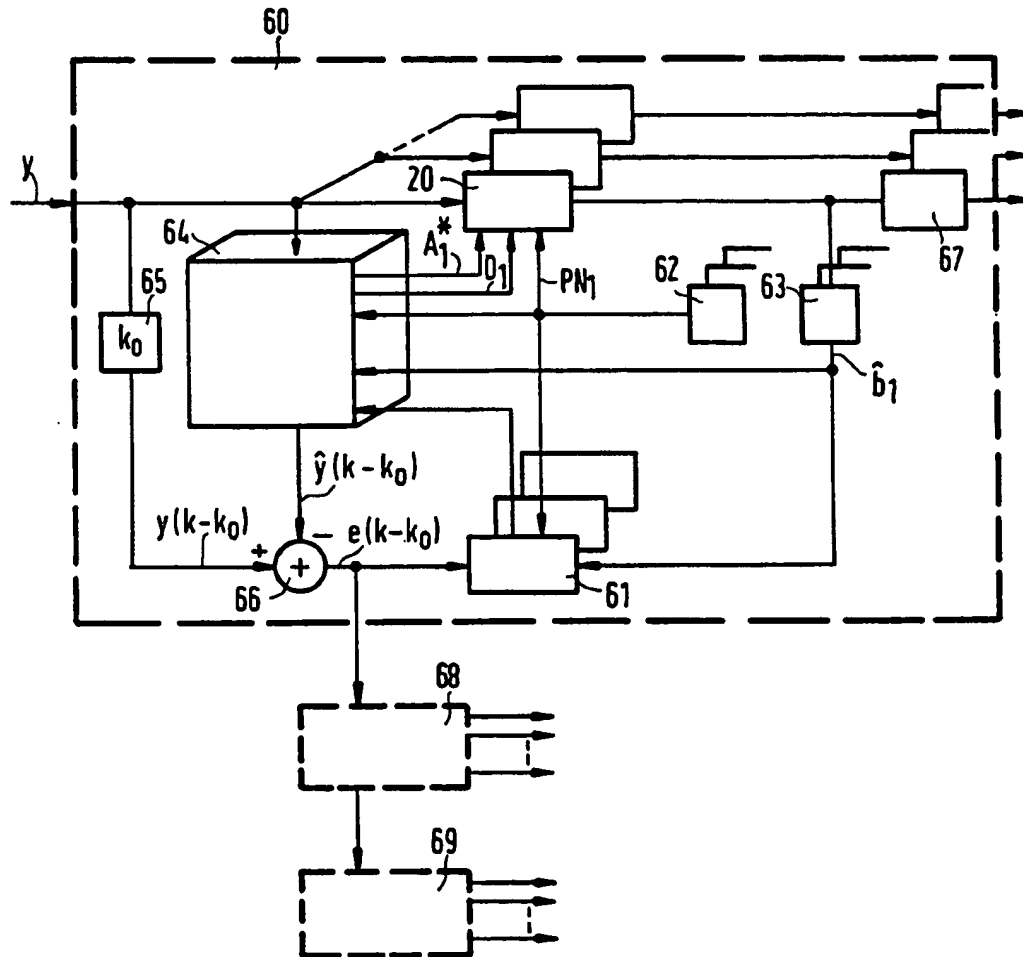 60
y
20
64
A₁*
D₁
PN₁
62
63
67
65
k₀
b̂₁
ŷ(k-k₀)
y(k-k₀)
−
e(k-k₀)
+
+
66
61
68
69